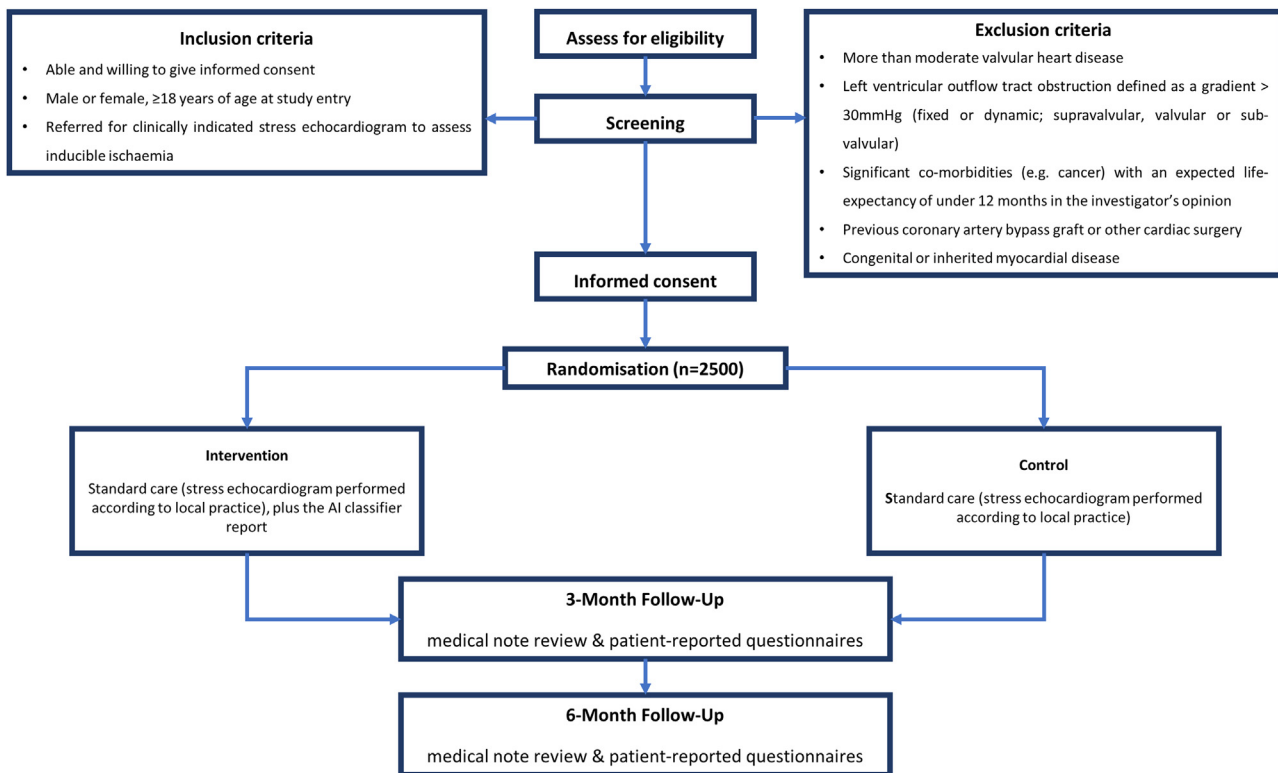 Assess for eligibility
Inclusion criteria
• Able and willing to give informed consent
• Male or female, ≥18 years of age at study entry
• Referred for clinically indicated stress echocardiogram to assess
inducible ischaemia
Screening
Exclusion criteria
• More than moderate valvular heart disease
• Left ventricular outflow tract obstruction defined as a gradient >
30mmHg (fixed or dynamic; supravalvular, valvular or sub-
valvular)
• Significant co-morbidities (e.g. cancer) with an expected life-
expectancy of under 12 months in the investigator’s opinion
• Previous coronary artery bypass graft or other cardiac surgery
• Congenital or inherited myocardial disease
Informed consent
Randomisation (n=2500)
Intervention
Standard care (stress echocardiogram performed
according to local practice), plus the AI classifier
report
Control
Standard care (stress echocardiogram performed
according to local practice)
3-Month Follow-Up
medical note review & patient-reported questionnaires
6-Month Follow-Up
medical note review & patient-reported questionnaires